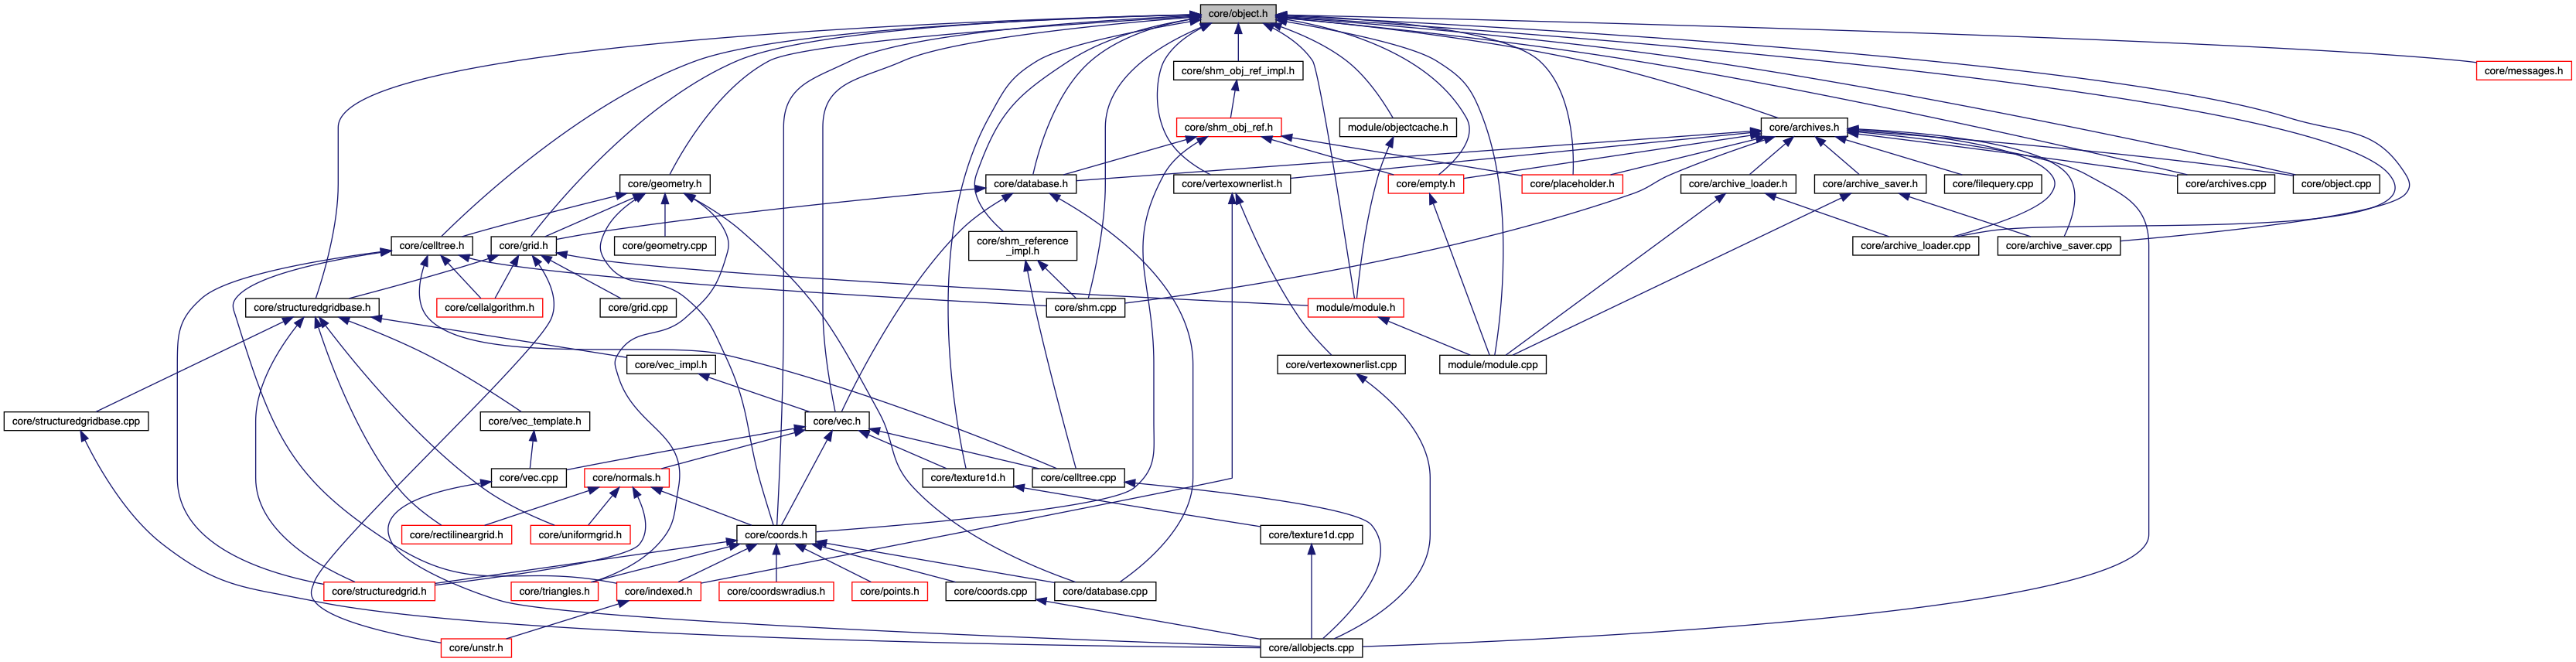 core/object.h
core/shm_obj_ref_impl.h
core/messages.h
core/shm_obj_ref.h
module/objectcache.h
core/archives.h
core/geometry.h
core/database.h
core/vertexownerlist.h
core/empty.h
core/placeholder.h
core/archive_loader.h
core/archive_saver.h
core/filequery.cpp
core/archives.cpp
core/object.cpp
core/celltree.h
core/grid.h
core/geometry.cpp
core/shm_reference
_impl.h
core/archive_loader.cpp
core/archive_saver.cpp
core/structuredgridbase.h
core/cellalgorithm.h
core/grid.cpp
core/shm.cpp
module/module.h
core/vec_impl.h
core/vertexownerlist.cpp
module/module.cpp
core/structuredgridbase.cpp
core/vec_template.h
core/vec.h
core/vec.cpp
core/normals.h
core/texture1d.h
core/celltree.cpp
core/rectilineargrid.h
core/uniformgrid.h
core/coords.h
core/texture1d.cpp
core/structuredgrid.h
core/triangles.h
core/indexed.h
core/coordswradius.h
core/points.h
core/coords.cpp
core/database.cpp
core/unstr.h
core/allobjects.cpp